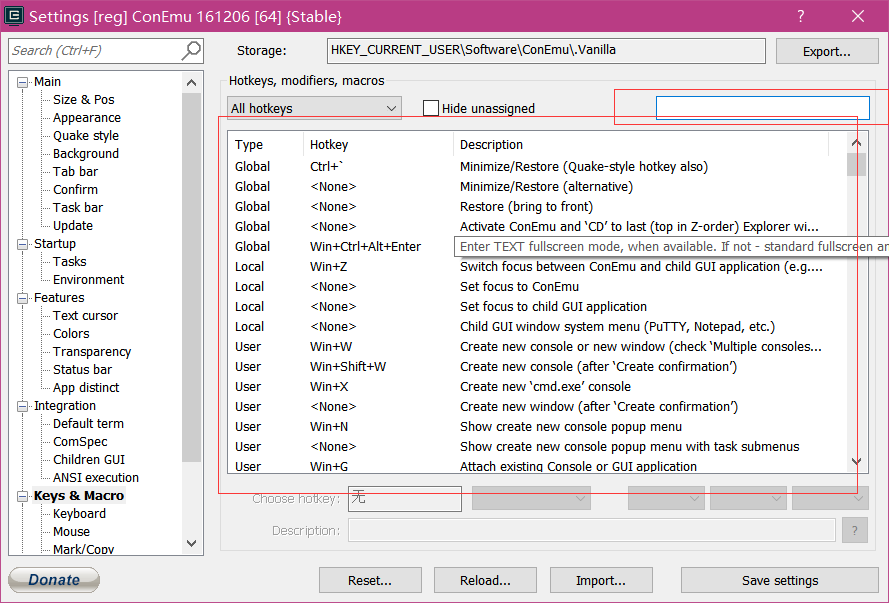 Settings [reg] ConEmu 161206 [64] {Stable}
?
Search (Ctrl+F)
Storage:
HKEY_CURRENT_USER\Software\ConEmu\.Vanilla
Export...
Main
Size & Pos
Appearance
Quake style
Background
Tab bar
Confirm
Task bar
Update
Startup
Tasks
Environment
Features
Text cursor
Colors
Transparency
Status bar
App distinct
Integration
Default term
ComSpec
Children GUI
ANSI execution
Keys & Macro
Keyboard
Mouse
Mark/Copy
Hotkeys, modifiers, macros
All hotkeys
Hide unassigned
Type Hotkey Description
Global Ctrl+` Minimize/Restore (Quake-style hotkey also)
Global <None> Minimize/Restore (alternative)
Global <None> Restore (bring to front)
Global <None> Activate ConEmu and ‘CD’ to last (top in Z-order) Explorer wi...
Global Win+Ctrl+Alt+Enter Enter TEXT fullscreen mode, when available. If not - standard fullscreen an
Local Win+Z Switch focus between ConEmu and child GUI application (e.g....
Local <None> Set focus to ConEmu
Local <None> Set focus to child GUI application
Local <None> Child GUI window system menu (PuTTY, Notepad, etc.)
User Win+W Create new console or new window (check ‘Multiple consoles...
User Win+Shift+W Create new console (after ‘Create confirmation’)
User Win+X Create new ‘cmd.exe’ console
User <None> Create new window (after ‘Create confirmation’)
User Win+N Show create new console popup menu
User <None> Show create new console popup menu with task submenus
User Win+G Attach existing Console or GUI application
Choose hotkey: 无
Description:
?
Donate
Reset...
Reload...
Import...
Save settings